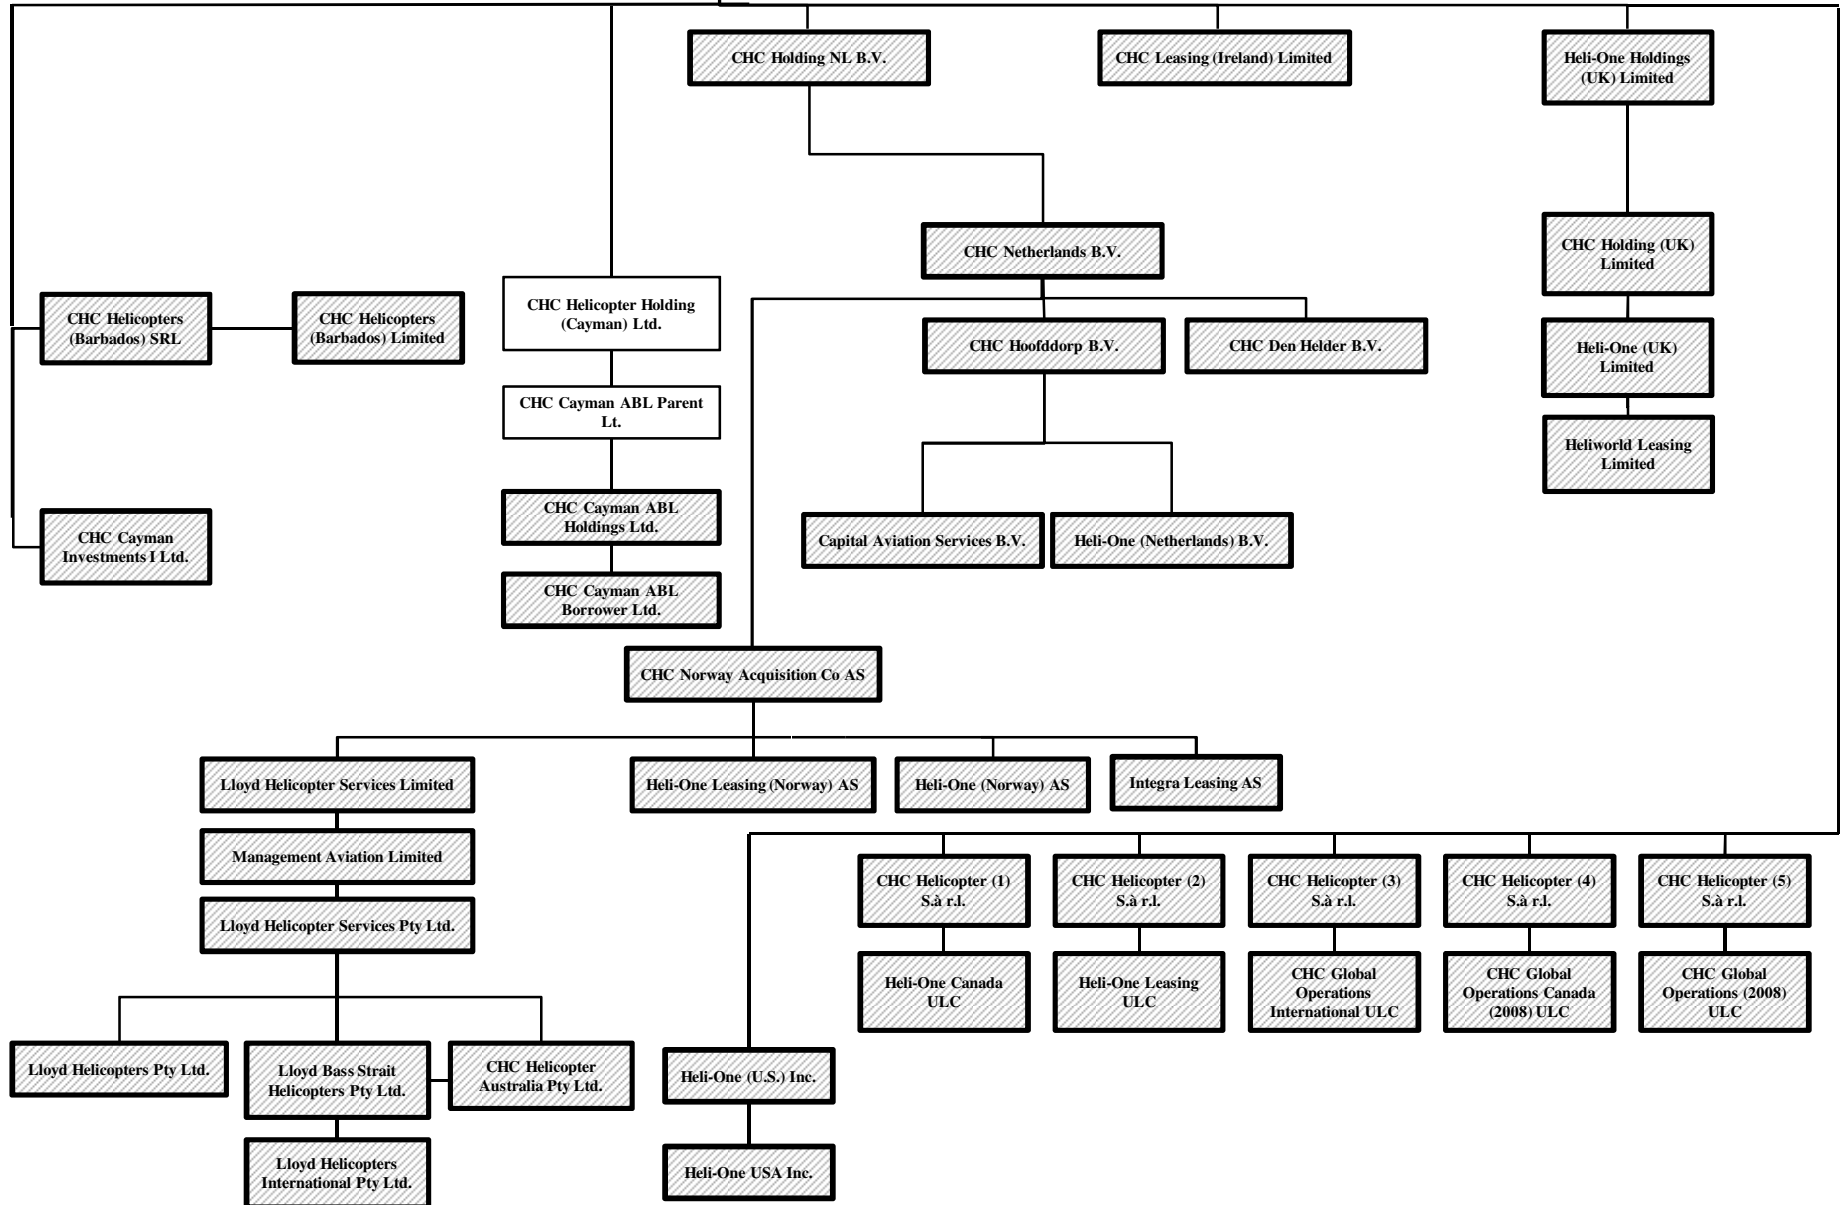 CHC Holding NL B.V.
CHC Leasing (Ireland) Limited
Heli-One Holdings
(UK) Limited
CHC Netherlands B.V.
CHC Holding (UK)
Limited
CHC Helicopters
(Barbados) SRL
CHC Helicopters
(Barbados) Limited
CHC Helicopter Holding
(Cayman) Ltd.
CHC Hoofddorp B.V.
CHC Den Helder B.V.
Heli-One (UK)
Limited
CHC Cayman ABL Parent
Lt.
Heliworld Leasing
Limited
CHC Cayman
Investments I Ltd.
CHC Cayman ABL
Holdings Ltd.
Capital Aviation Services B.V.
Heli-One (Netherlands) B.V.
CHC Cayman ABL
Borrower Ltd.
CHC Norway Acquisition Co AS
Lloyd Helicopter Services Limited
Heli-One Leasing (Norway) AS
Heli-One (Norway) AS
Integra Leasing AS
Management Aviation Limited
CHC Helicopter (1)
S.à r.l.
CHC Helicopter (2)
S.à r.l.
CHC Helicopter (3)
S.à r.l.
CHC Helicopter (4)
S.à r.l.
CHC Helicopter (5)
S.à r.l.
Lloyd Helicopter Services Pty Ltd.
Heli-One Canada
ULC
Heli-One Leasing
ULC
CHC Global
Operations
International ULC
CHC Global
Operations Canada
(2008) ULC
CHC Global
Operations (2008)
ULC
Lloyd Helicopters Pty Ltd.
Lloyd Bass Strait
Helicopters Pty Ltd.
CHC Helicopter
Australia Pty Ltd.
Heli-One (U.S.) Inc.
Lloyd Helicopters
International Pty Ltd.
Heli-One USA Inc.